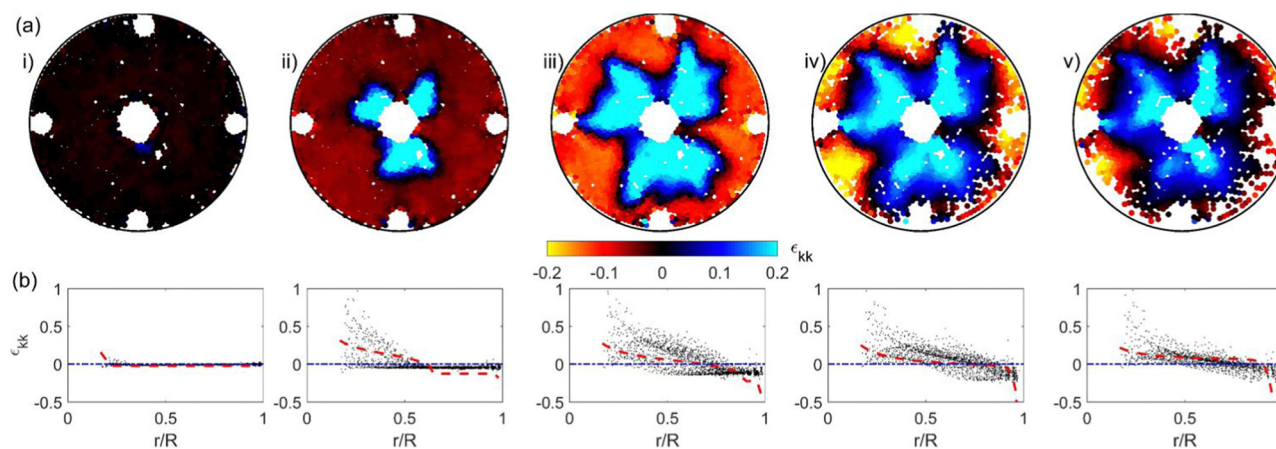 (a)
i) ii) iii) iv) v)
-0.2 -0.1 0 0.1 0.2 ϵkk
(b)
1 1 1 1 1
0.5 0.5 0.5 0.5 0.5
ϵkk 0 0 0 0 0
-0.5 -0.5 -0.5 -0.5 -0.5
0 0.5 1 0 0.5 1 0 0.5 1 0 0.5 1 0 0.5 1
r/R r/R r/R r/R r/R